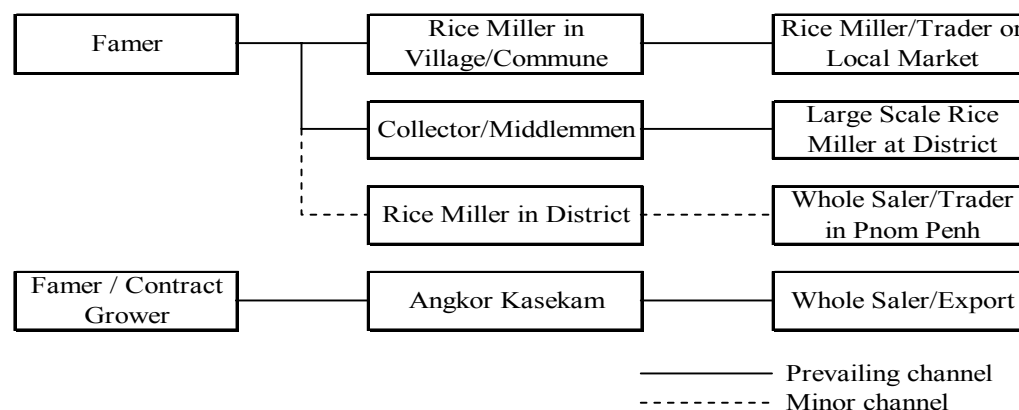 Famer
Rice Miller in
Village/Commune
Rice Miller/Trader or
Local Market
Collector/Middlemmen
Large Scale Rice
Miller at District
Rice Miller in District
Whole Saler/Trader
in Pnom Penh
Famer / Contract
Grower
Angkor Kasekam
Whole Saler/Export
Prevailing channel
Minor channel